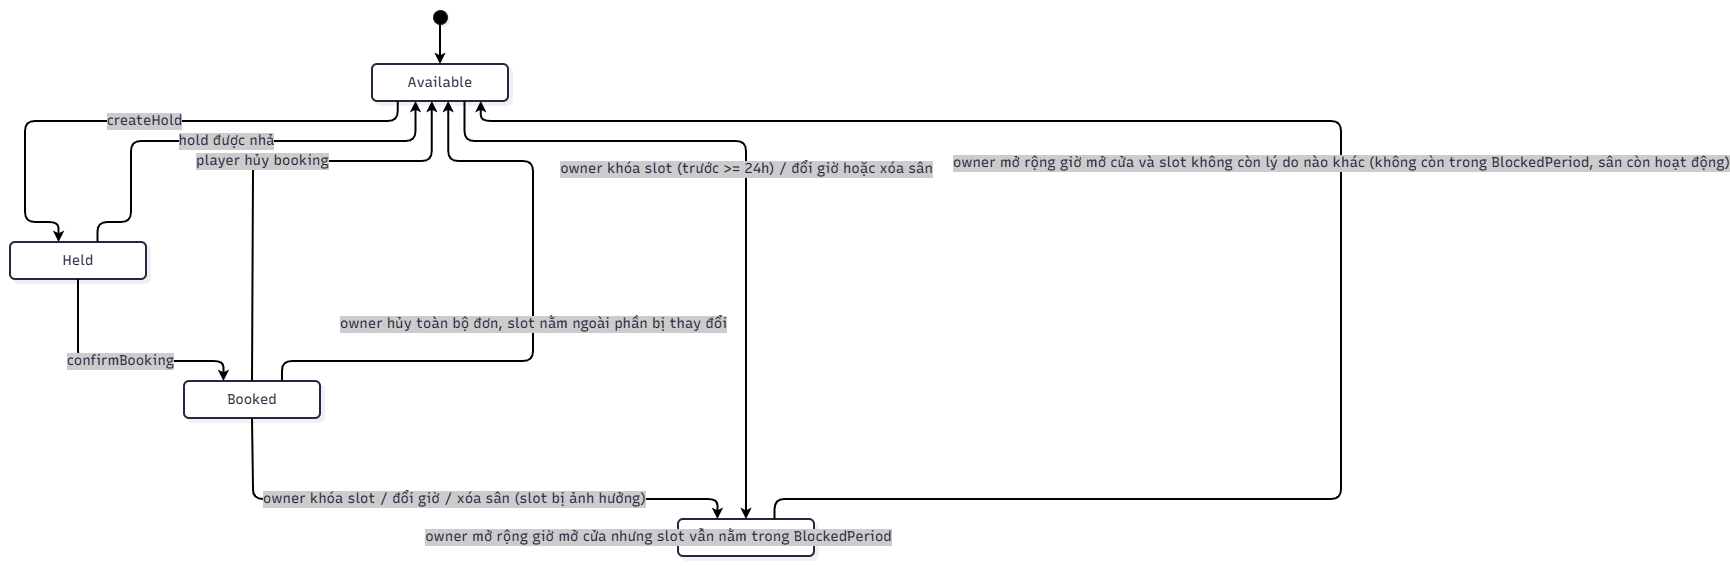 Available
createHold
hold được nhả
player hủy booking
owner khóa slot (trước >= 24h) / đổi giờ hoặc xóa sân
owner mở rộng giờ mở cửa và slot không còn lý do nào khác (không còn trong BlockedPeriod, sân còn hoạt động)
Held
owner hủy toàn bộ đơn, slot nằm ngoài phần bị thay đổi
confirmBooking
Booked
owner khóa slot / đổi giờ / xóa sân (slot bị ảnh hưởng)
owner mở rộng giờ mở cửa nhưng slot vẫn nằm trong BlockedPeriod